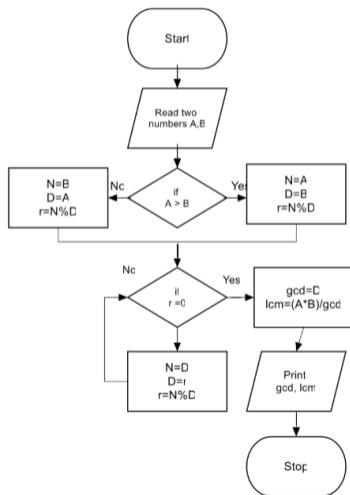 Start
Read two
numbers A,B
if
A > B
No
Yes
N=B
D=A
r=N%D
N=A
D=B
r=N%D
if
r =0
No
Yes
N=D
D=r
r=N%D
gcd=D
lcm=(A*B)/gcd
Print
gcd, lcm
Stop